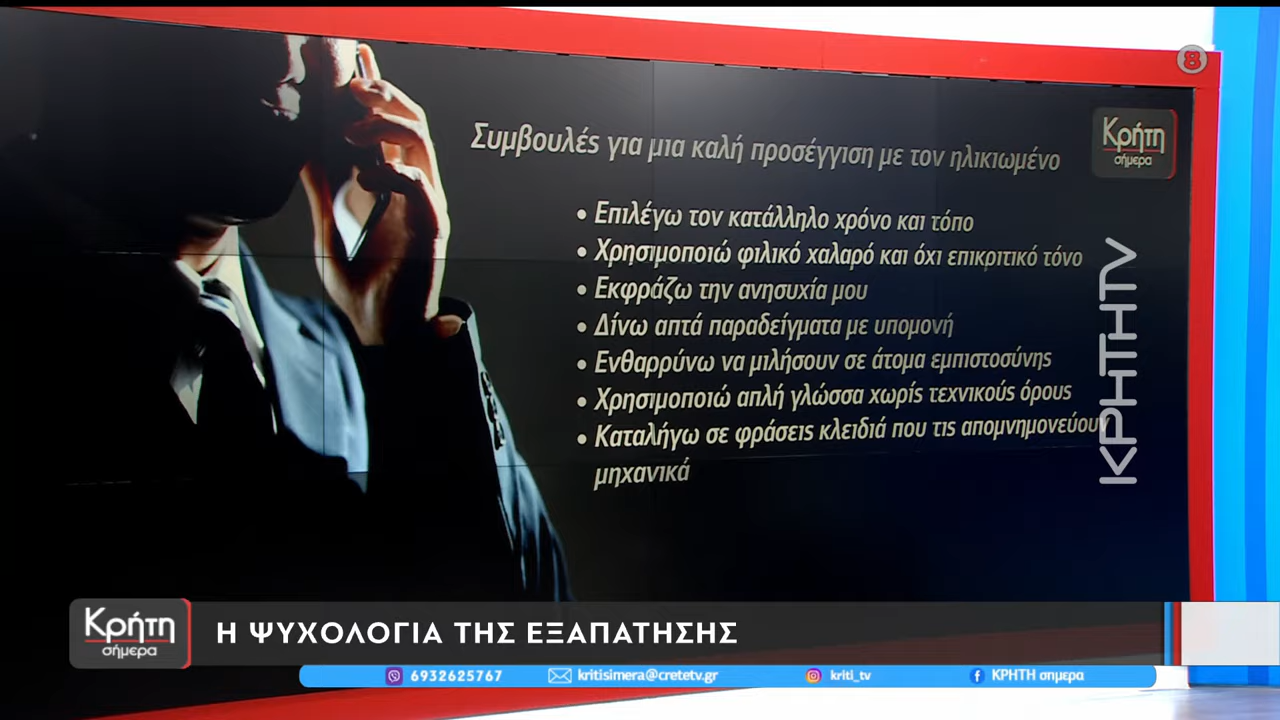 8
Συμβουλές για μια καλή προσέγγιση με τον ηλικιωμένο
Κρήτη
σήμερα
• Επιλέγω τον κατάλληλο χρόνο και τόπο
• Χρησιμοποιώ φιλικό χαλαρό και όχι επικριτικό τόνο
• Εκφράζω την ανησυχία μου
• Δίνω απτά παραδείγματα με υπομονή
• Ενθαρρύνω να μιλήσουν σε άτομα εμπιστοσύνης
• Χρησιμοποιώ απλή γλώσσα χωρίς τεχνικούς όρους
• Καταλήγω σε φράσεις κλειδιά που τις απομνημονεύουν
μηχανικά
ΚΡΗΤΗTV
Κρήτη
σήμερα
Η ΨΥΧΟΛΟΓΙΑ ΤΗΣ ΕΞΑΠΑΤΗΣΗΣ
6932625767 kritisimera@cretetv.gr kriti_tv ΚΡΗΤΗ σημερα